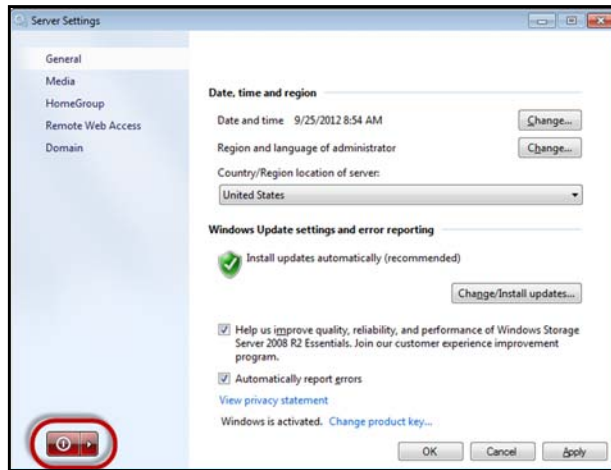 Server Settings
General
Media
HomeGroup
Remote Web Access
Domain
Date, time and region
Date and time 9/25/2012 8:54 AM
Change...
Region and language of administrator
Change...
Country/Region location of server:
United States
Windows Update settings and error reporting
Install updates automatically (recommended)
Change/Install updates...
Help us improve quality, reliability, and performance of Windows Storage
Server 2008 R2 Essentials. Join our customer experience improvement
program.
Automatically report errors
View privacy statement
Windows is activated. Change product key...
OK
Cancel
Apply